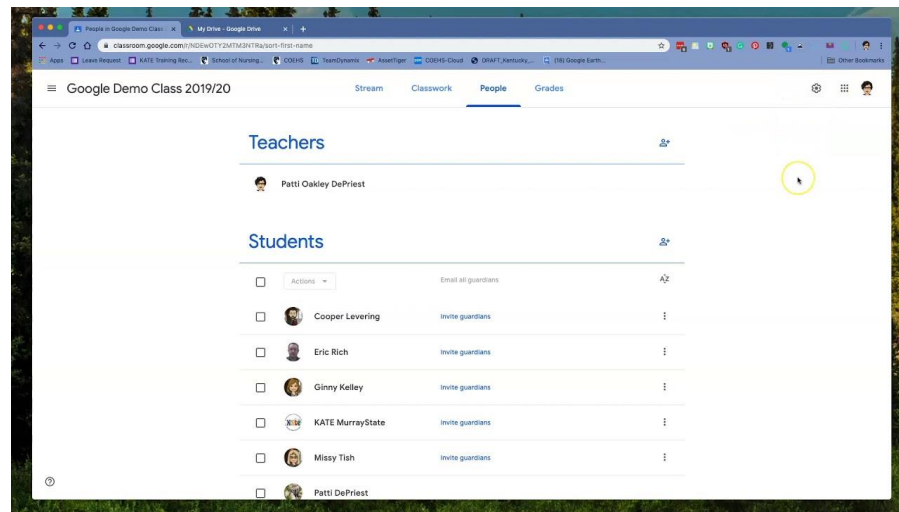 People in Google Demo Class
My Drive - Google Drive
classroom.google.com/r/NDEwOTY2MTM3NTRa/sort-first-name
Apps Leave Request KATE Training Rec... School of Nursing... COEHS TeamDynamix AssetTiger COEHS-Cloud DRAFT_Kentucky,... (18) Google Earth... Other Bookmarks
Google Demo Class 2019/20 Stream Classwork People Grades
Teachers
Patti Oakley DePriest
Students
Actions Email all guardians AZ
Cooper Levering Invite guardians
Eric Rich Invite guardians
Ginny Kelley Invite guardians
KATE MurrayState Invite guardians
Missy Tish Invite guardians
Patti DePriest